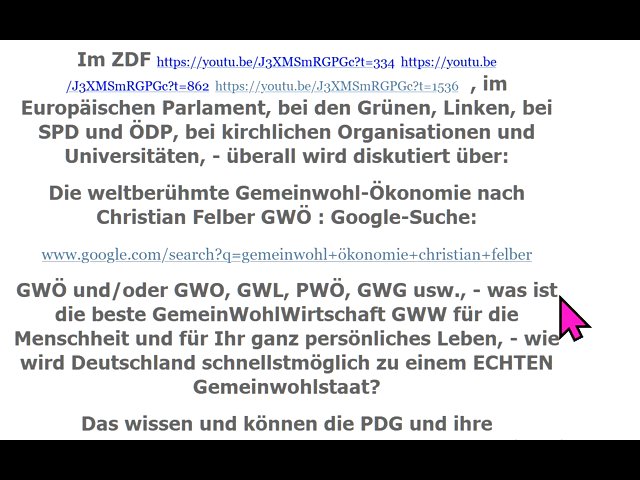 Im ZDF https://youtu.be/J3XMSmRGPGc?t=334 https://youtu.be
/J3XMSmRGPGc?t=862 https://youtu.be/J3XMSmRGPGc?t=1536 , im
Europäischen Parlament, bei den Grünen, Linken, bei
SPD und ÖDP, bei kirchlichen Organisationen und
Universitäten, - überall wird diskutiert über:
Die weltberühmte Gemeinwohl-Ökonomie nach
Christian Felber GWÖ : Google-Suche:
www.google.com/search?q=gemeinwohl+ökonomie+christian+felber
GWÖ und/oder GWO, GWL, PWÖ, GWG usw., - was ist
die beste GemeinWohlWirtschaft GWW für die
Menschheit und für Ihr ganz persönliches Leben, - wie
wird Deutschland schnellstmöglich zu einem ECHTEN
Gemeinwohlstaat?
Das wissen und können die PDG und ihre